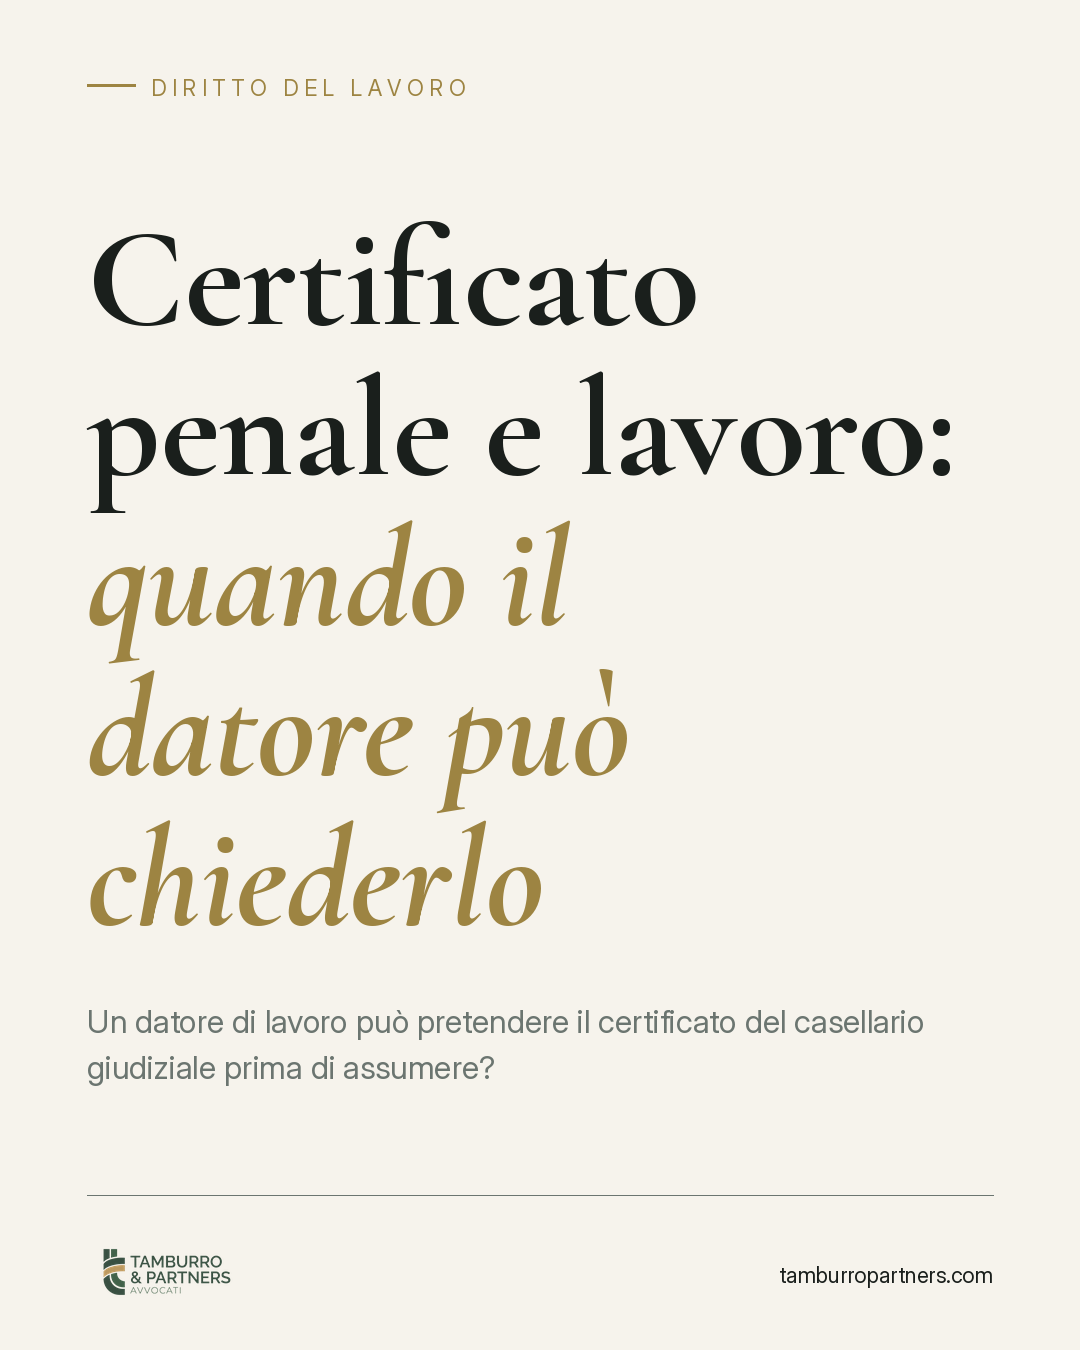 DIRITTO DEL LAVORO
Certificato
penale e lavoro:
quando il
datore può
chiederlo
Un datore di lavoro può pretendere il certificato del casellario
giudiziale prima di assumere?
TAMBURRO
& PARTNERS
AVVOCATI
tamburropartners.com